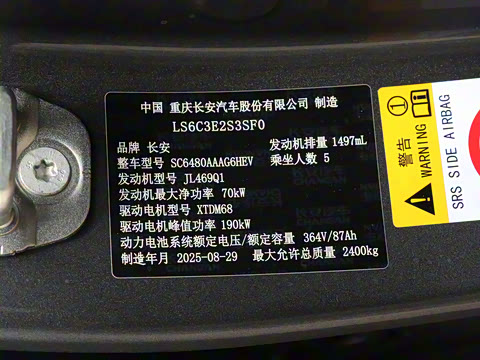 中国 重庆长安汽车股份有限公司 制造
LS6C3E2S3SF0
品牌 长安 发动机排量 1497mL
整车型号 SC6480AAAG6HEV 乘坐人数 5
发动机型号 JL469Q1
发动机最大净功率 70kW
驱动电机型号 XTDM68
驱动电机峰值功率 190kW
动力电池系统额定电压/额定容量 364V/87Ah
制造年月 2025-08-29 最大允许总质量 2400kg
警告
WARNING
SRS SIDE AIRBAG